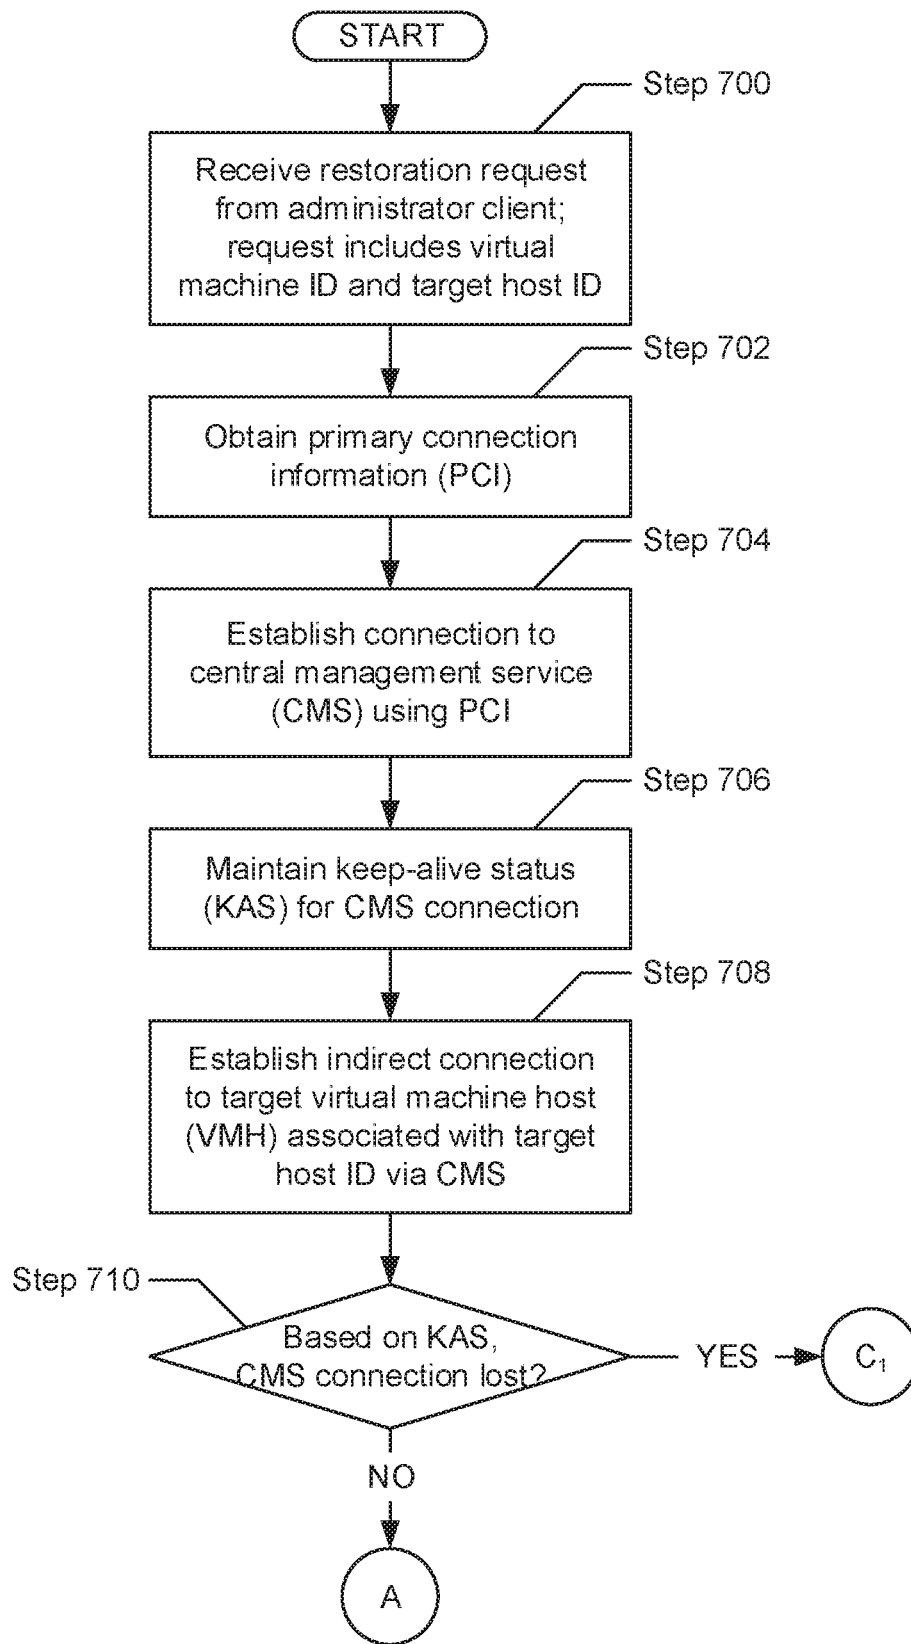 START
Step 700
Receive restoration request
from administrator client;
request includes virtual
machine ID and target host ID
Step 702
Obtain primary connection
information (PCI)
Step 704
Establish connection to
central management service
(CMS) using PCI
Step 706
Maintain keep-alive status
(KAS) for CMS connection
Step 708
Establish indirect connection
to target virtual machine host
(VMH) associated with target
host ID via CMS
Step 710
Based on KAS,
CMS connection lost?
YES
C₁
NO
A